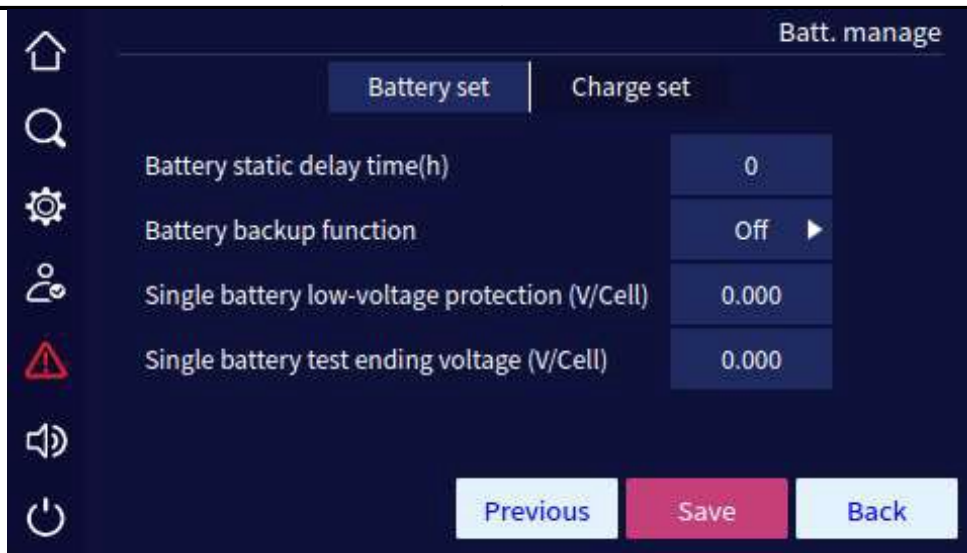 Batt. manage
Battery set Charge set
Battery static delay time(h) 0
Battery backup function Off
Single battery low-voltage protection (V/Cell) 0.000
Single battery test ending voltage (V/Cell) 0.000
Previous Save Back